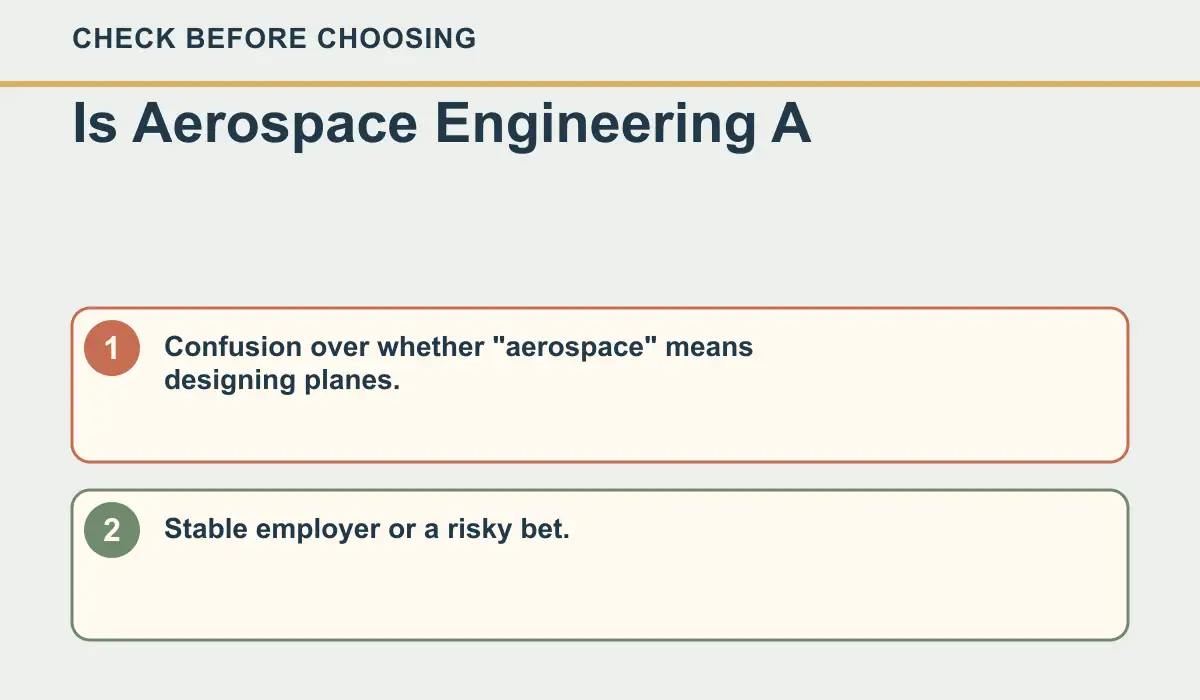 CHECK BEFORE CHOOSING
Is Aerospace Engineering A
1
Confusion over whether "aerospace" means
designing planes.
2
Stable employer or a risky bet.